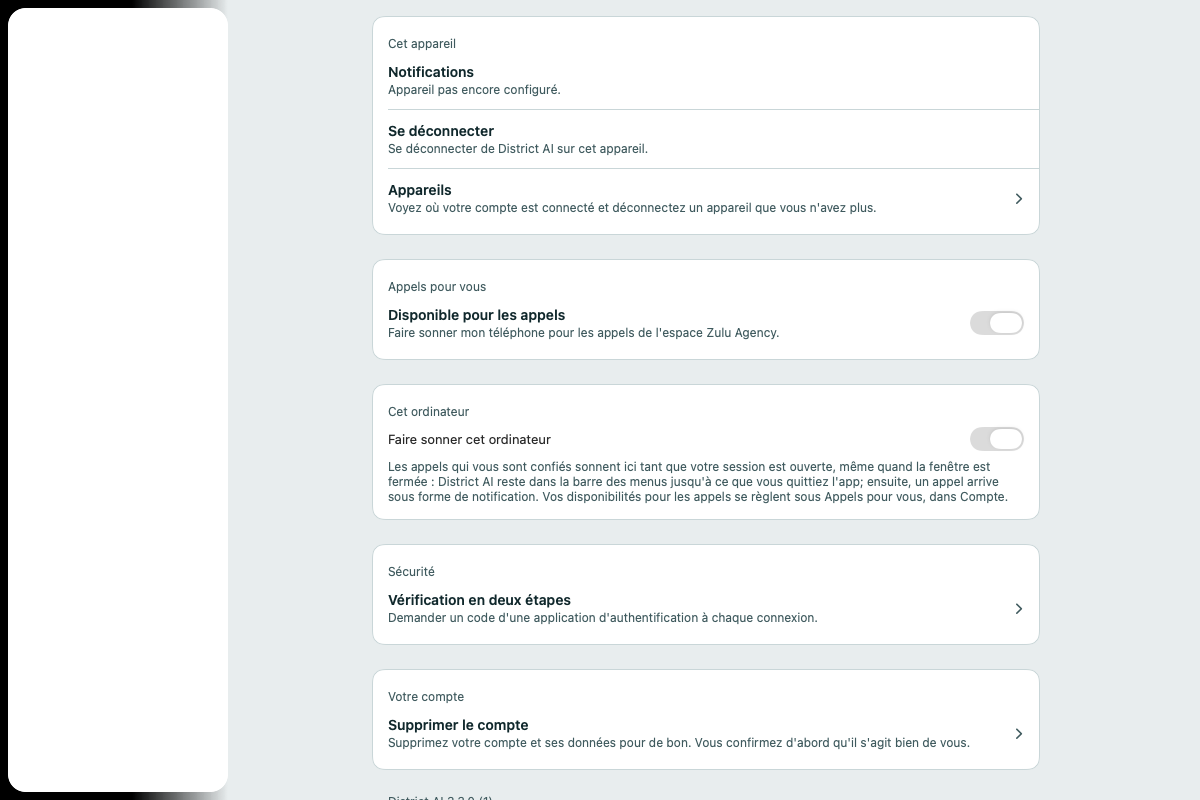 Cet appareil
Notifications
Appareil pas encore configuré.
Se déconnecter
Se déconnecter de District AI sur cet appareil.
Appareils
Voyez où votre compte est connecté et déconnectez un appareil que vous n'avez plus.
Appels pour vous
Disponible pour les appels
Faire sonner mon téléphone pour les appels de l'espace Zulu Agency.
Cet ordinateur
Faire sonner cet ordinateur
Les appels qui vous sont confiés sonnent ici tant que votre session est ouverte, même quand la fenêtre est
fermée : District AI reste dans la barre des menus jusqu'à ce que vous quittiez l'app; ensuite, un appel arrive
sous forme de notification. Vos disponibilités pour les appels se règlent sous Appels pour vous, dans Compte.
Sécurité
Vérification en deux étapes
Demander un code d'une application d'authentification à chaque connexion.
Votre compte
Supprimer le compte
Supprimez votre compte et ses données pour de bon. Vous confirmez d'abord qu'il s'agit bien de vous.
District AI